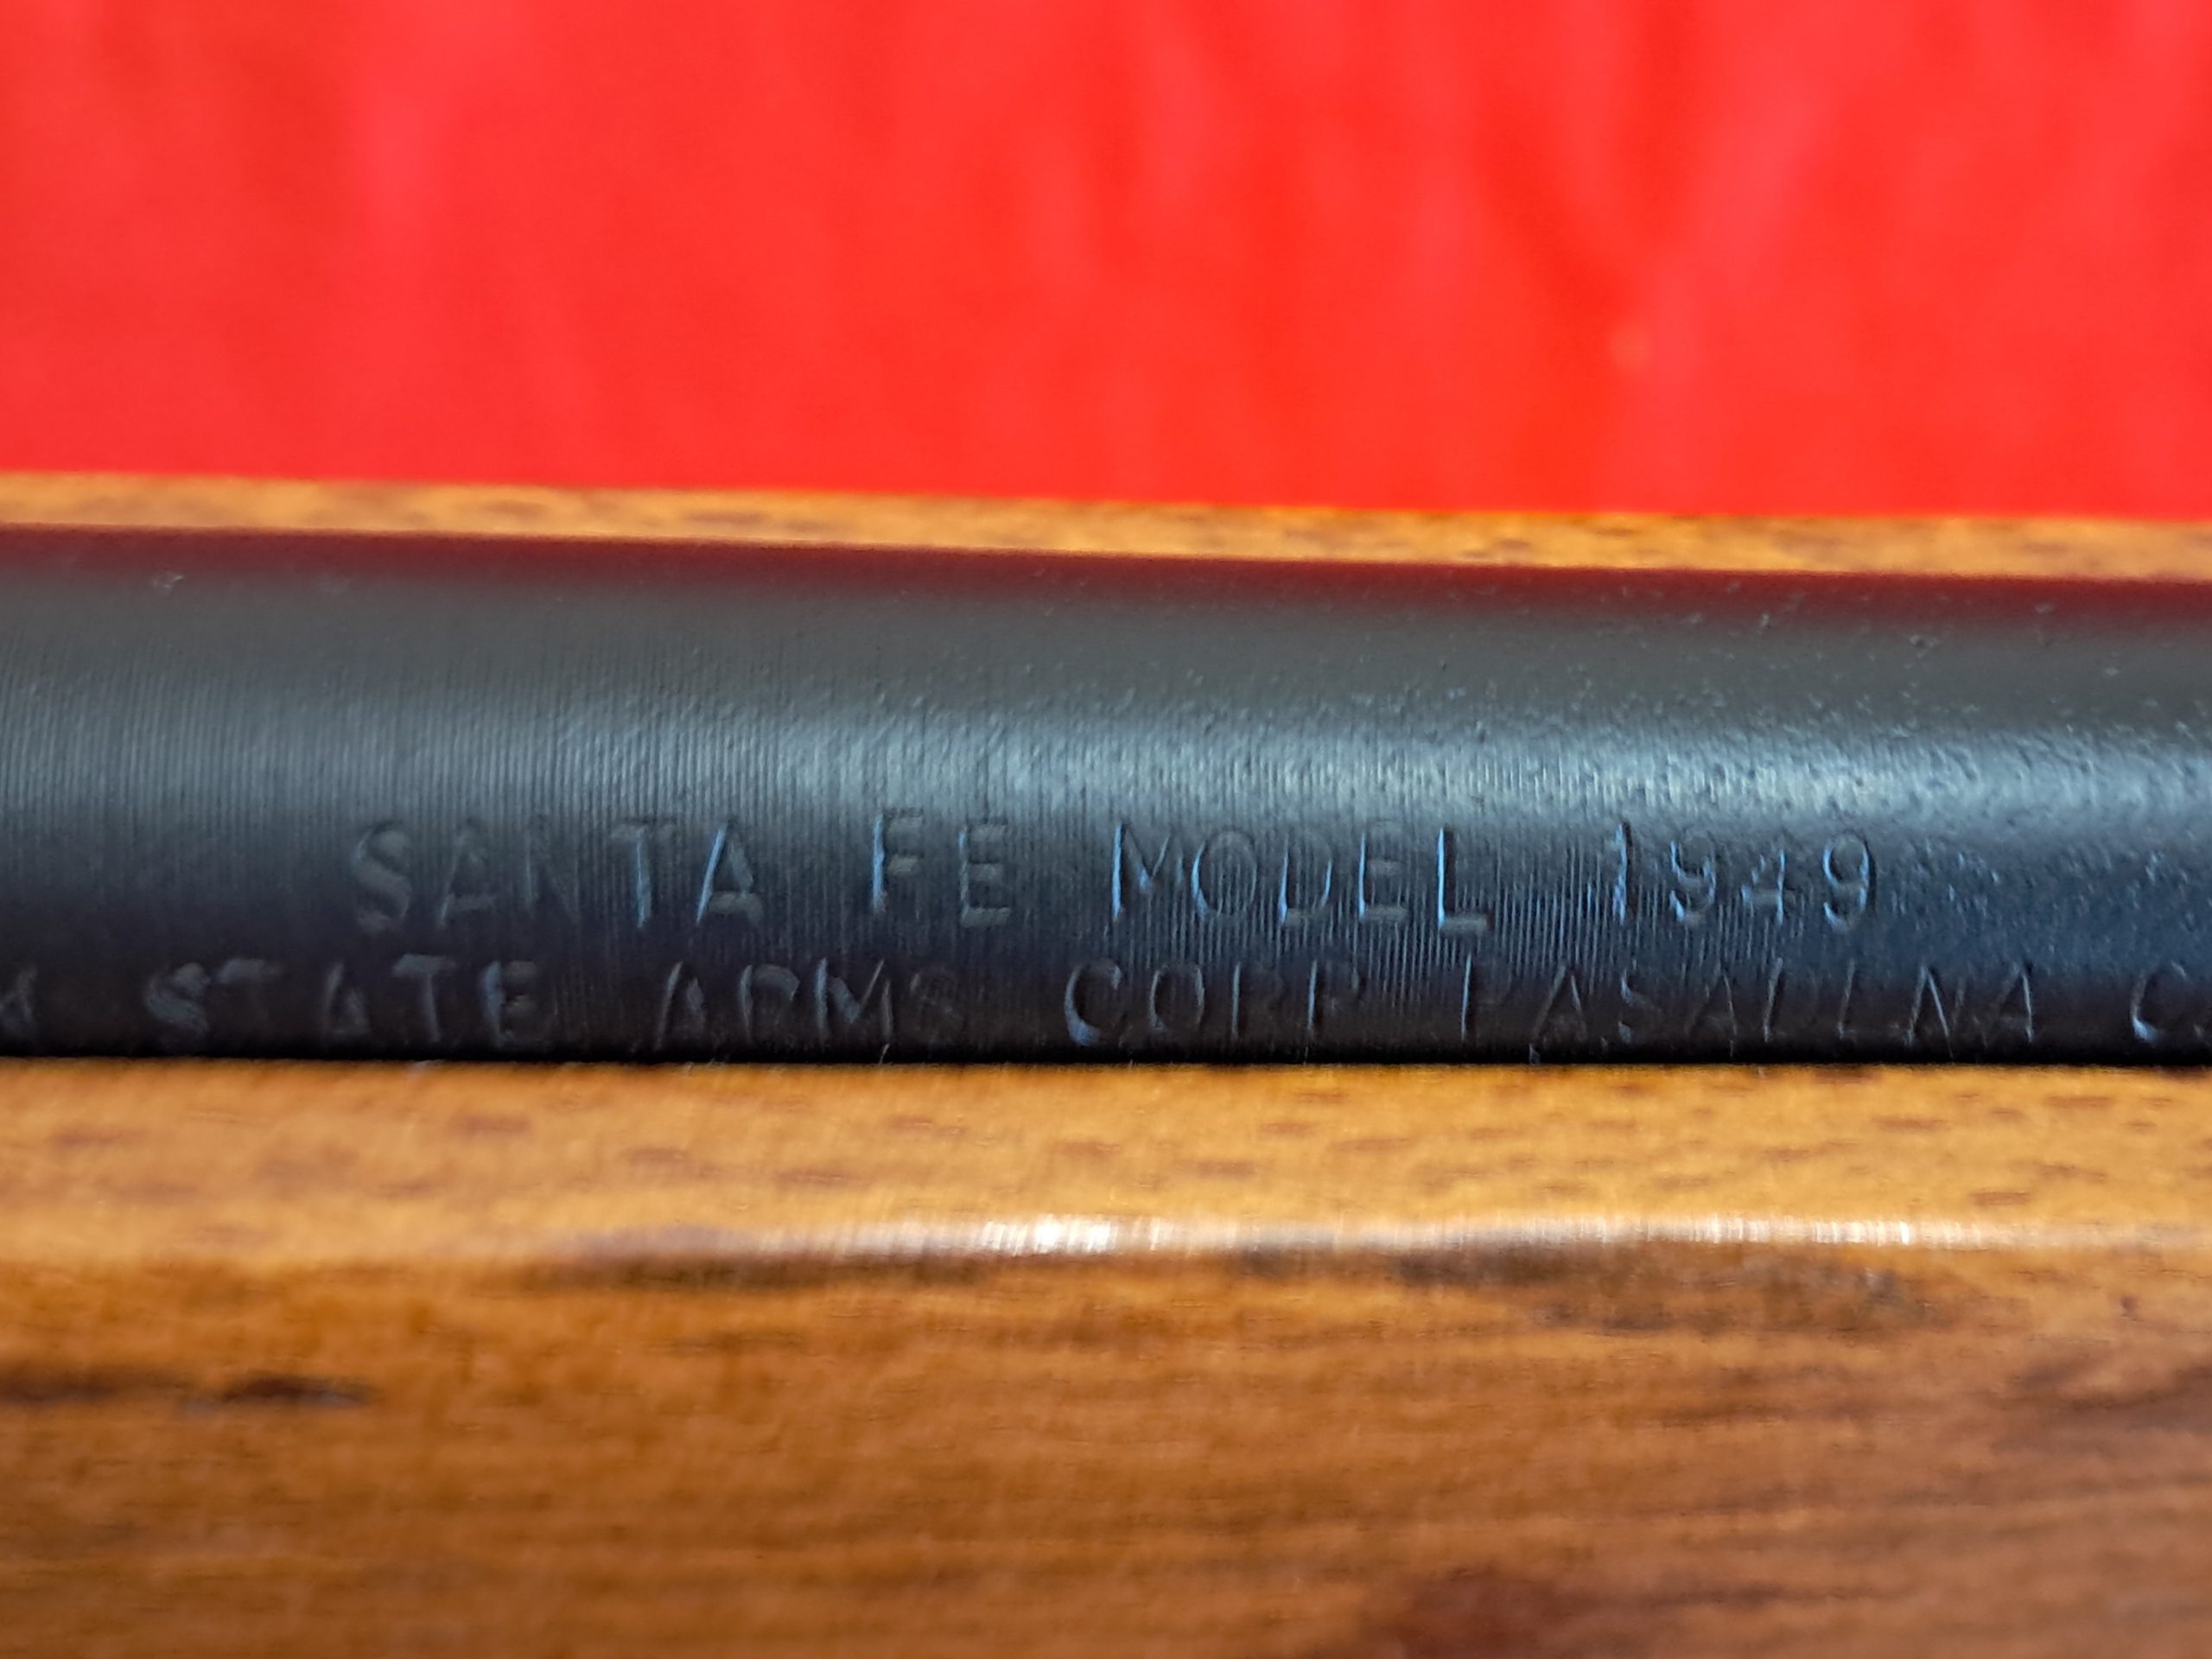 SANTA FE MODEL 1949
A STATE ARMS CORP PASADENA C